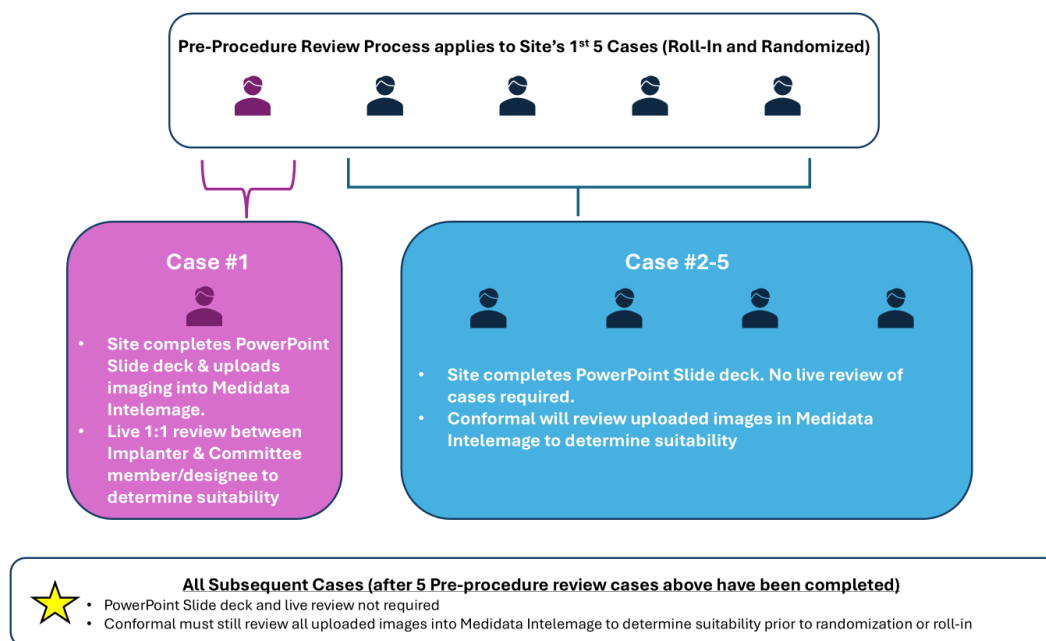 Pre-Procedure Review Process applies to Site's 1st 5 Cases (Roll-In and Randomized)
Case #1
• Site completes PowerPoint
Slide deck & uploads
imaging into Medidata
Intelemage.
• Live 1:1 review between
Implanter & Committee
member/designee to
determine suitability
Case #2-5
• Site completes PowerPoint Slide deck. No live review of
cases required.
• Conformal will review uploaded images in Medidata
Intelemage to determine suitability
All Subsequent Cases (after 5 Pre-procedure review cases above have been completed)
• PowerPoint Slide deck and live review not required
• Conformal must still review all uploaded images into Medidata Intelemage to determine suitability prior to randomization or roll-in